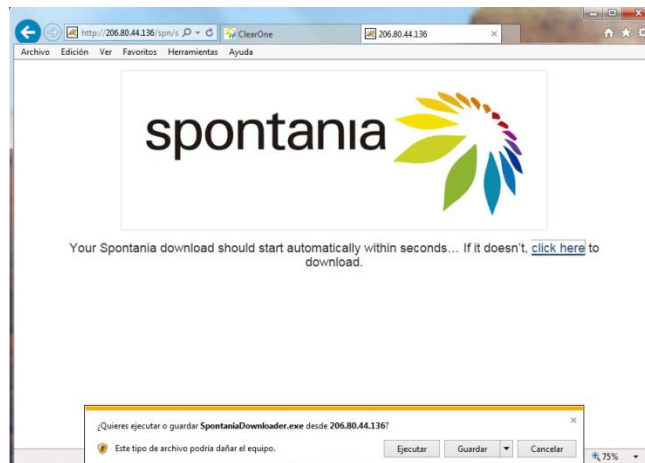 http://206.80.44.136/spn/s
ClearOne
206.80.44.136
Archivo Edición Ver Favoritos Herramientas Ayuda
spontania
Your Spontania download should start automatically within seconds... If it doesn't, click here to
download.
¿Quieres ejecutar o guardar SpontaniaDownloader.exe desde 206.80.44.136?
Este tipo de archivo podría dañar el equipo.
Ejecutar Guardar Cancelar
75%